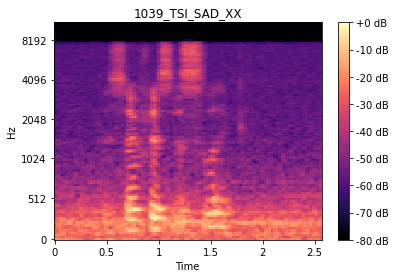 1039_TSI_SAD_XX
+0 dB
8192
-10 dB
4096
-20 dB
-30 dB
2048
-40 dB
Hz
1024
-50 dB
512
-60 dB
-70 dB
0
-80 dB
0 0.5 1 1.5 2 2.5
Time